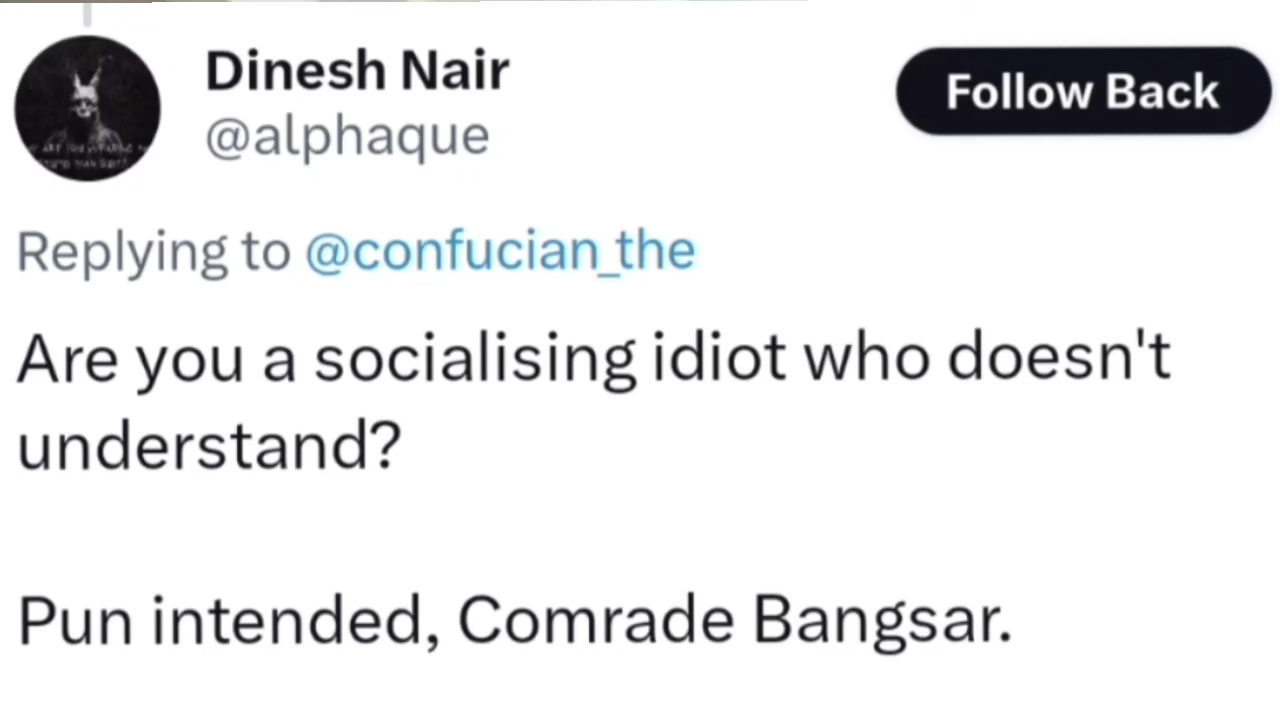 Dinesh Nair
Follow Back
@alphaque
Replying to @confucian_the
Are you a socialising idiot who doesn't
understand?
Pun intended, Comrade Bangsar.